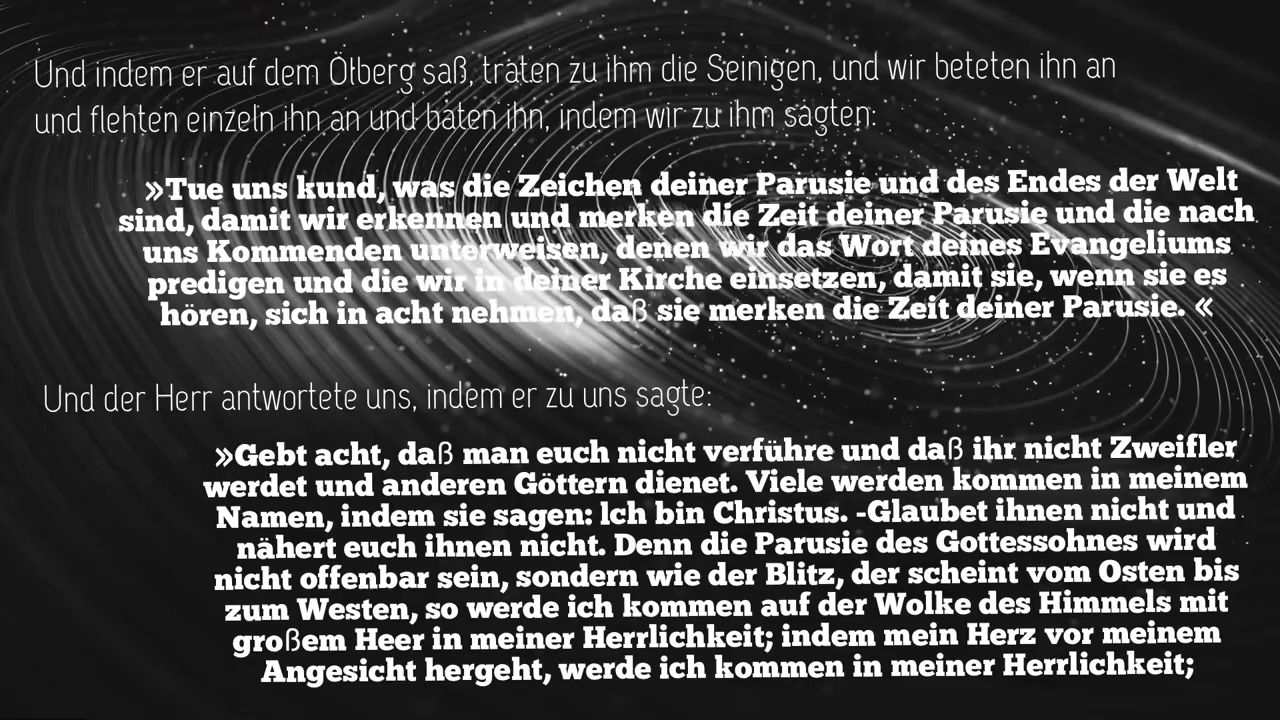 Und indem er auf dem Ötberg saß, traten zu ihm die Seinigen, und wir beteten ihn an
und flehten einzeln ihn an und baten ihn, indem wir zu ihm sagten:
»Tue uns kund, was die Zeichen deiner Parusie und des Endes der Welt
sind, damit wir erkennen und merken die Zeit deiner Parusie und die nach
uns Kommenden unterweisen, denen wir das Wort deines Evangeliums
predigen und die wir in deiner Kirche einsetzen, damit sie, wenn sie es
hören, sich in acht nehmen, daß sie merken die Zeit deiner Parusie. «
Und der Herr antwortete uns, indem er zu uns sagte:
»Gebt acht, daß man euch nicht verführe und daß ihr nicht Zweifler
werdet und anderen Göttern dienet. Viele werden kommen in meinem
Namen, indem sie sagen: lch bin Christus. -Glaubet ihnen nicht und
nähert euch ihnen nicht. Denn die Parusie des Gottessohnes wird
nicht offenbar sein, sondern wie der Blitz, der scheint vom Osten bis
zum Westen, so werde ich kommen auf der Wolke des Himmels mit
großem Heer in meiner Herrlichkeit; indem mein Herz vor meinem
Angesicht hergeht, werde ich kommen in meiner Herrlichkeit;